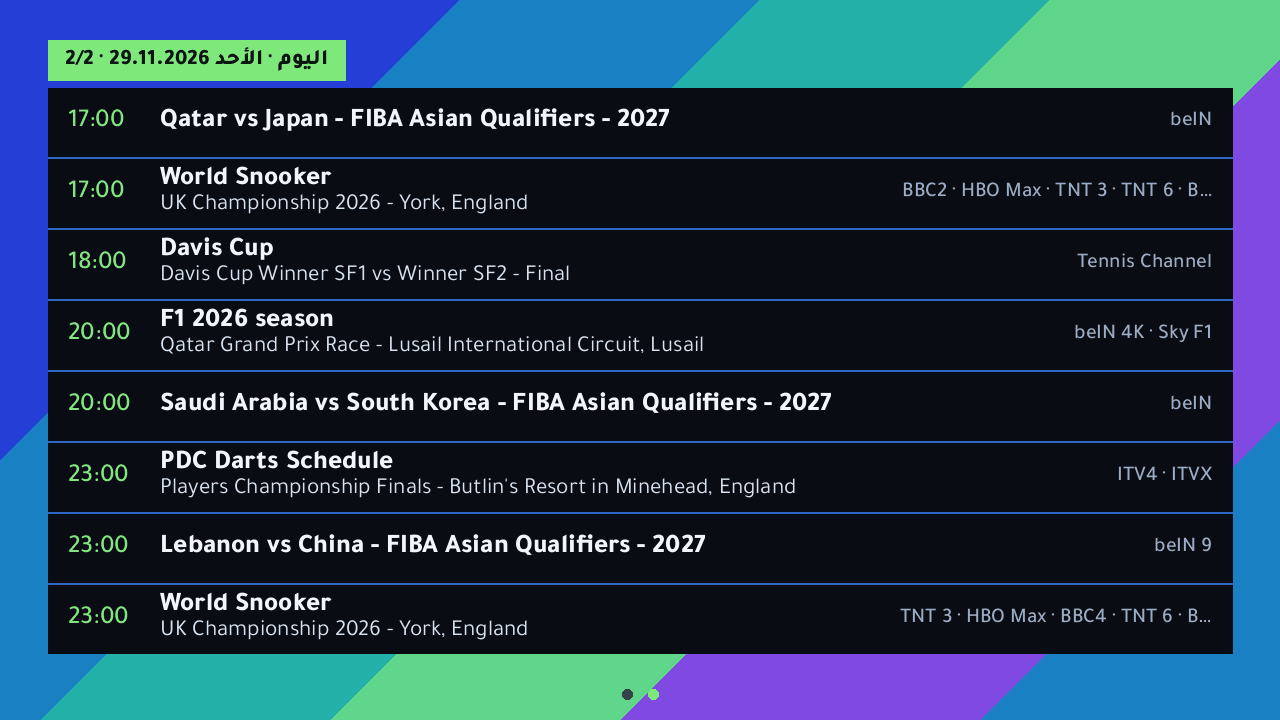 اليوم · الأحد 29.11.2026 · 2/2
17:00 Qatar vs Japan - FIBA Asian Qualifiers - 2027 beIN
17:00 World Snooker BBC2 · HBO Max · TNT 3 · TNT 6 · B...
UK Championship 2026 - York, England
18:00 Davis Cup Tennis Channel
Davis Cup Winner SF1 vs Winner SF2 - Final
20:00 F1 2026 season beIN 4K · Sky F1
Qatar Grand Prix Race - Lusail International Circuit, Lusail
20:00 Saudi Arabia vs South Korea - FIBA Asian Qualifiers - 2027 beIN
23:00 PDC Darts Schedule ITV4 · ITVX
Players Championship Finals - Butlin's Resort in Minehead, England
23:00 Lebanon vs China - FIBA Asian Qualifiers - 2027 beIN 9
23:00 World Snooker TNT 3 · HBO Max · BBC4 · TNT 6 · B...
UK Championship 2026 - York, England